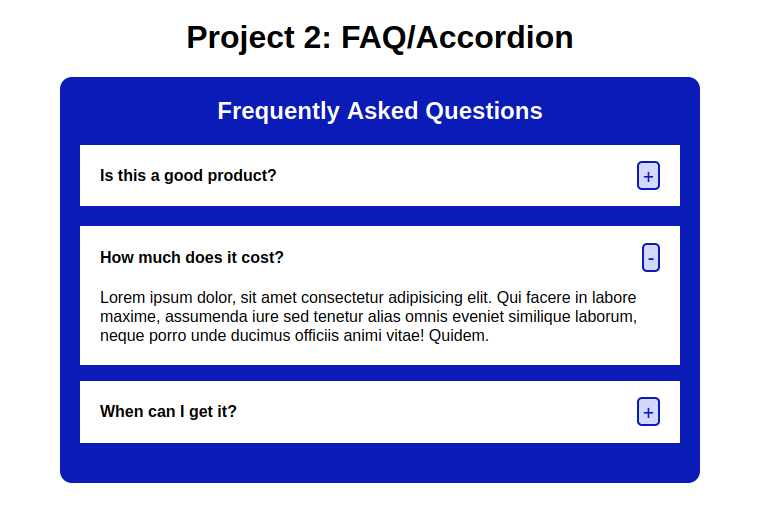 Project 2: FAQ/Accordion
Frequently Asked Questions
Is this a good product?
+
How much does it cost?
-
Lorem ipsum dolor, sit amet consectetur adipisicing elit. Qui facere in labore
maxime, assumenda iure sed tenetur alias omnis eveniet similique laborum,
neque porro unde ducimus officiis animi vitae! Quidem.
When can I get it?
+